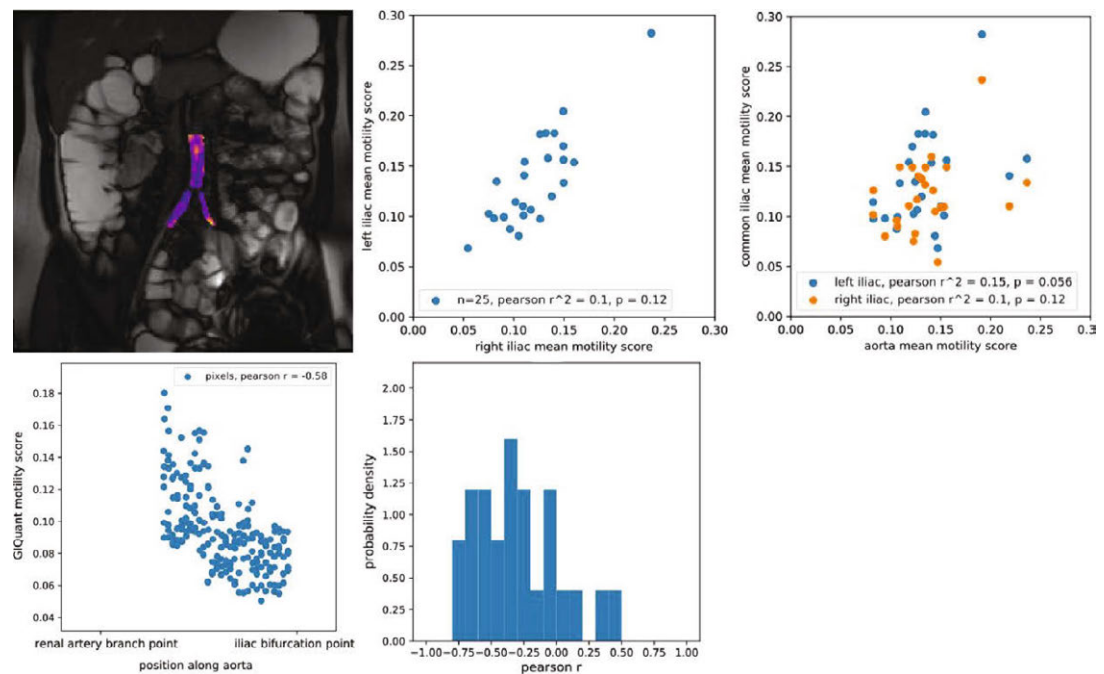 0.30
0.25
0.20
0.15
0.10
0.05
0.00
left iliac mean motility score
n=25, pearson r^2 = 0.1, p = 0.12
0.00 0.05 0.10 0.15 0.20 0.25 0.30
right iliac mean motility score
0.30
0.25
0.20
0.15
0.10
0.05
0.00
common iliac mean motility score
left iliac, pearson r^2 = 0.15, p = 0.056
right iliac, pearson r^2 = 0.1, p = 0.12
0.00 0.05 0.10 0.15 0.20 0.25 0.30
aorta mean motility score
pixels, pearson r = -0.58
0.18
0.16
0.14
0.12
0.10
0.08
0.06
0.04
GIQuant motility score
renal artery branch point iliac bifurcation point
position along aorta
2.00
1.75
1.50
1.25
1.00
0.75
0.50
0.25
0.00
probability density
−1.00 −0.75 −0.50 −0.25 0.00 0.25 0.50 0.75 1.00
pearson r